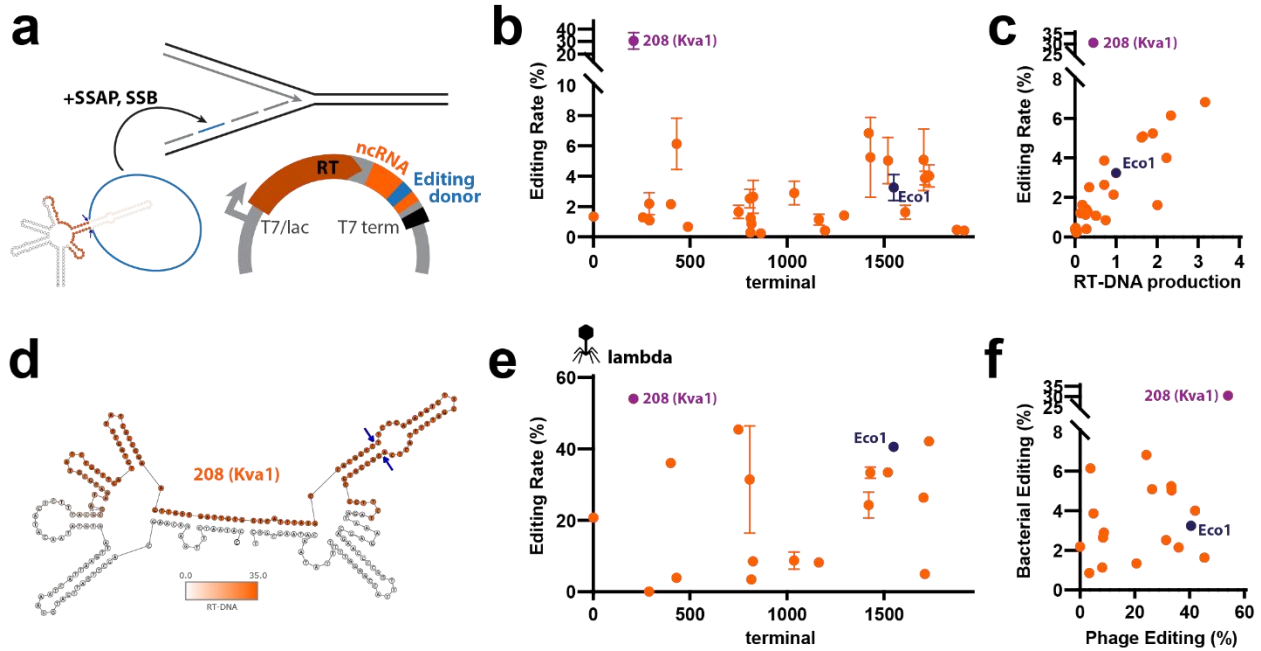 a
+SSAP, SSB
RT
ncRNA
Editing
donor
T7/lac
T7 term
b
Editing Rate (%)
40
30
20
10
8
6
4
2
0
208 (Kva1)
Eco1
0
500
1000
1500
terminal
c
Editing Rate (%)
35
30
25
8
6
4
2
0
208 (Kva1)
Eco1
0
1
2
3
4
RT-DNA production
d
208 (Kva1)
0.0
35.0
RT-DNA
e
lambda
Editing Rate (%)
60
40
20
0
208 (Kva1)
Eco1
0
500
1000
1500
terminal
f
Bacterial Editing (%)
35
30
25
8
6
4
2
0
208 (Kva1)
Eco1
0
20
40
60
Phage Editing (%)